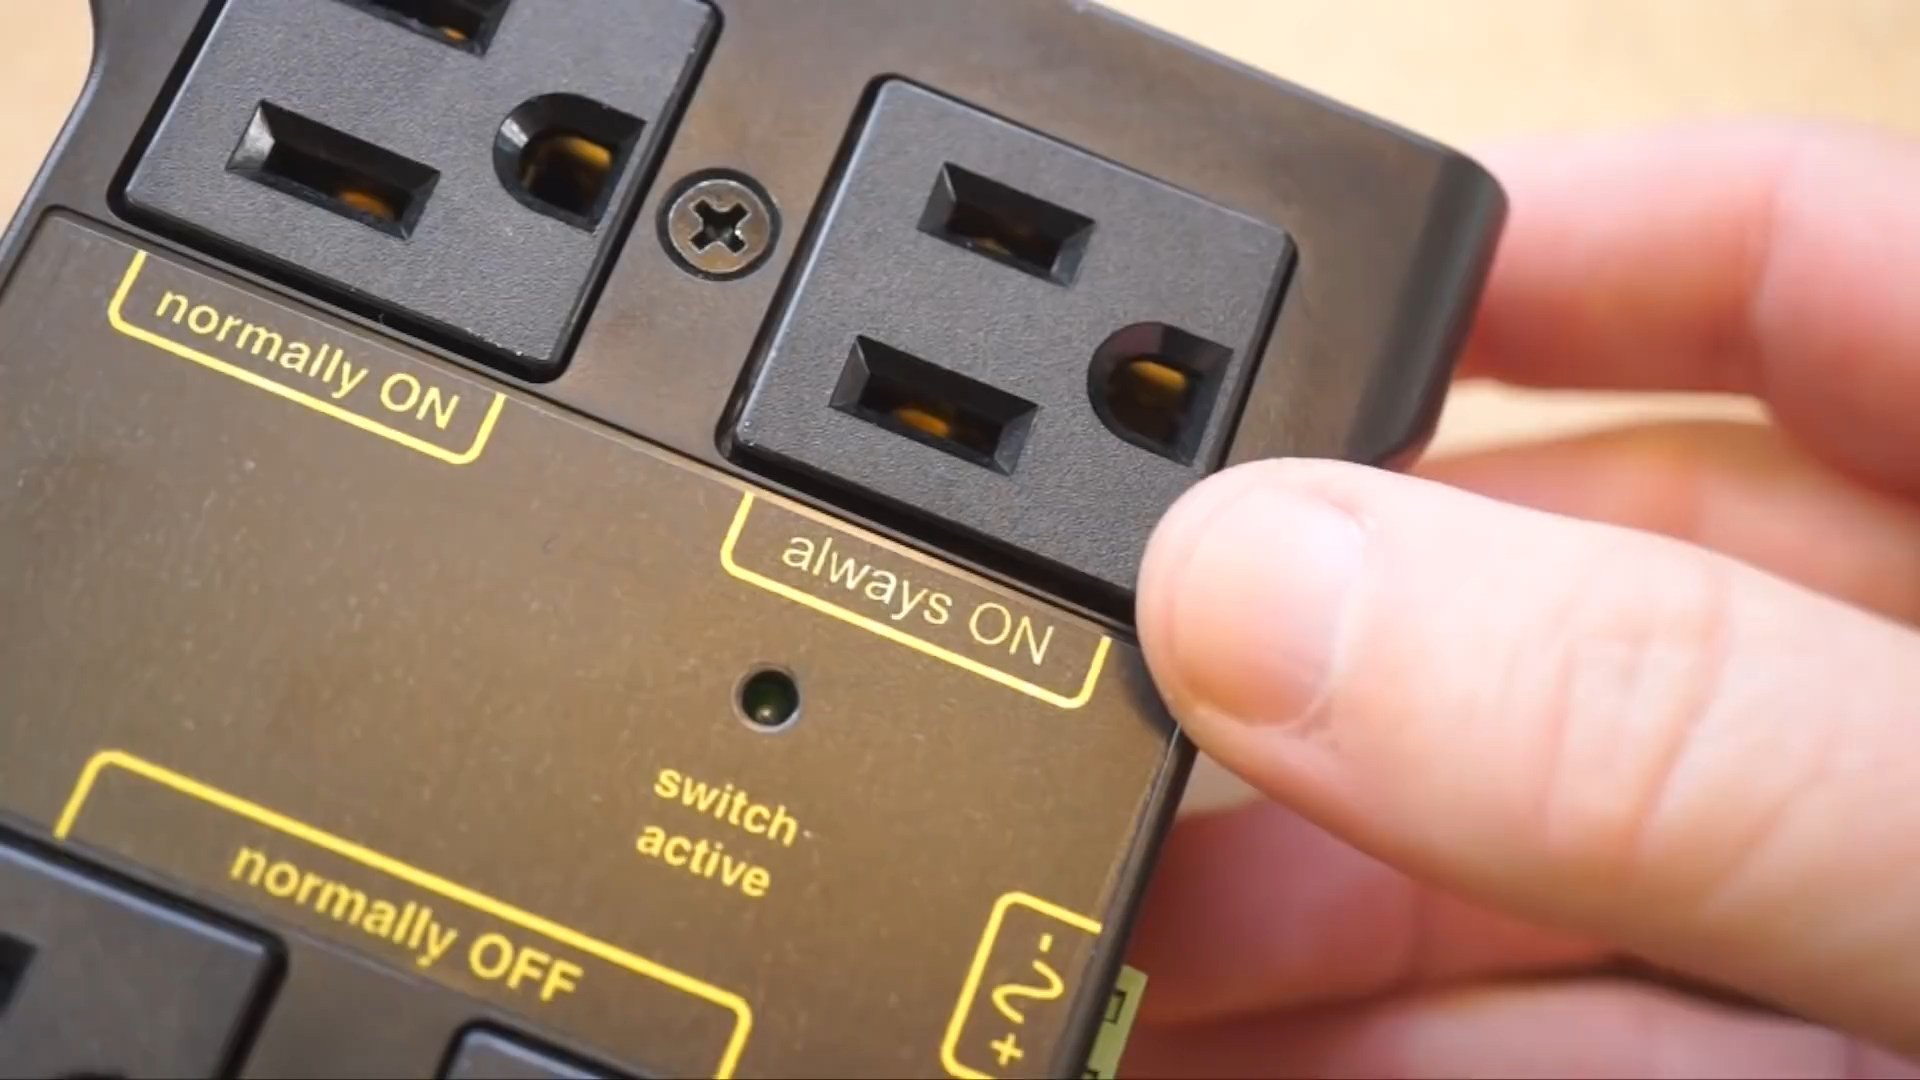 normally ON
always ON
switch
active
normally OFF
- ~ +